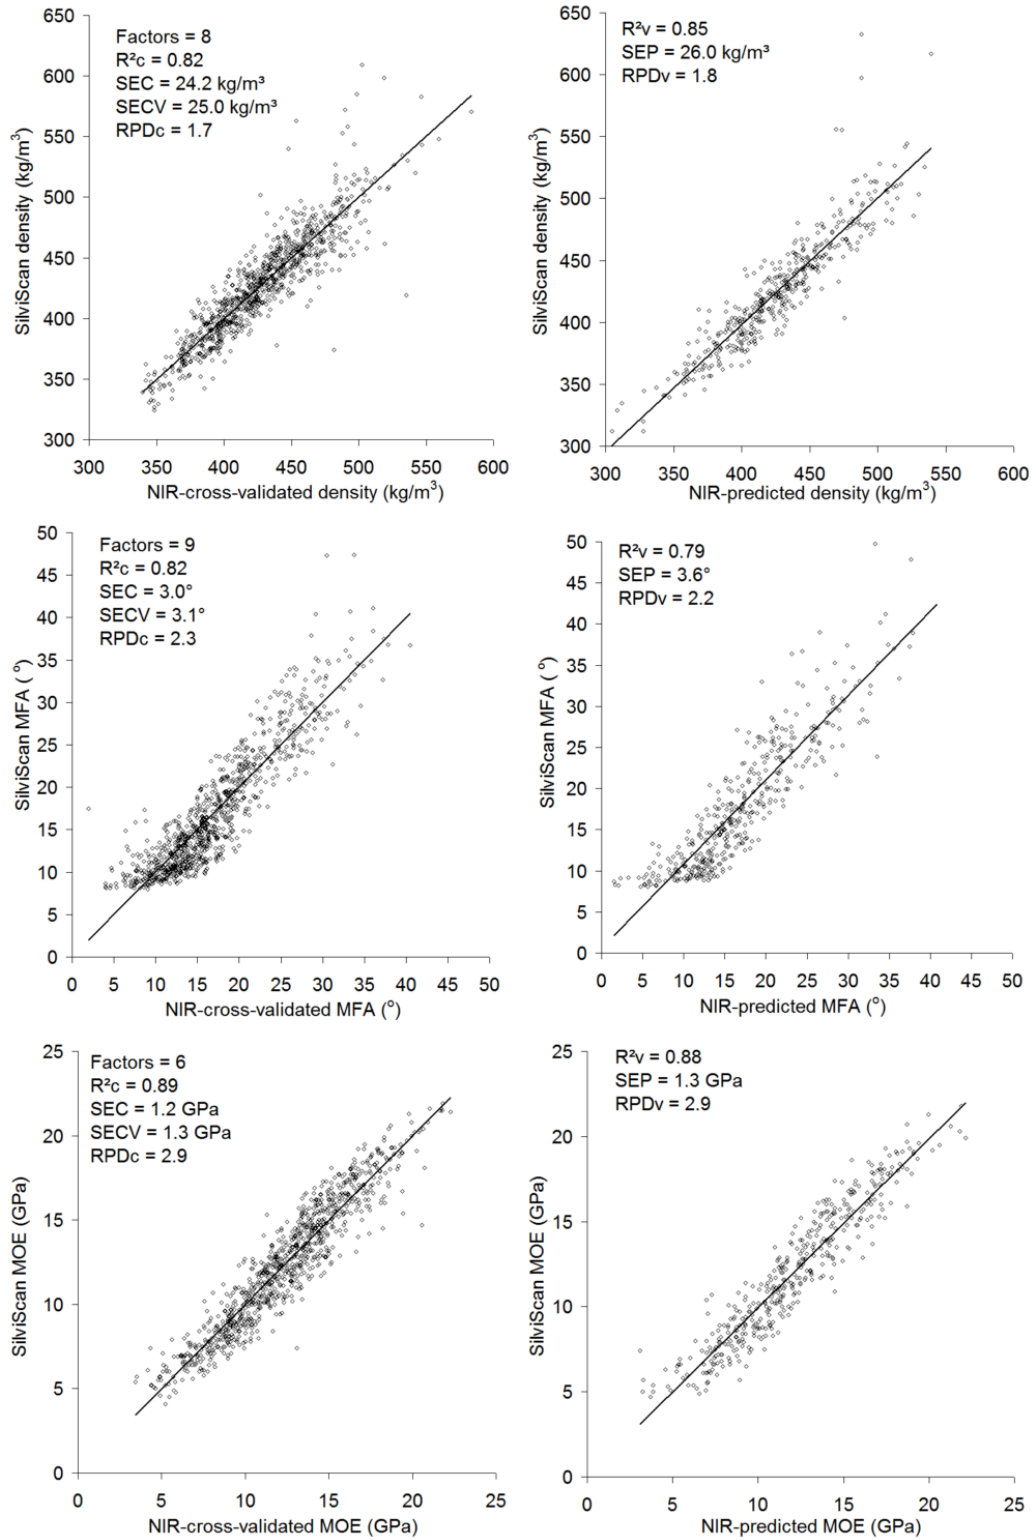 650
600
550
500
450
400
350
300
SilviScan density (kg/m³)
Factors = 8
R²c = 0.82
SEC = 24.2 kg/m³
SECV = 25.0 kg/m³
RPDc = 1.7
300 350 400 450 500 550 600
NIR-cross-validated density (kg/m³)
650
600
550
500
450
400
350
300
SilviScan density (kg/m³)
R²v = 0.85
SEP = 26.0 kg/m³
RPDv = 1.8
300 350 400 450 500 550 600
NIR-predicted density (kg/m³)
50
45
40
35
30
25
20
15
10
5
0
SilviScan MFA (°)
Factors = 9
R²c = 0.82
SEC = 3.0°
SECV = 3.1°
RPDc = 2.3
0 5 10 15 20 25 30 35 40 45 50
NIR-cross-validated MFA (°)
50
45
40
35
30
25
20
15
10
5
0
SilviScan MFA (°)
R²v = 0.79
SEP = 3.6°
RPDv = 2.2
0 5 10 15 20 25 30 35 40 45 50
NIR-predicted MFA (°)
25
20
15
10
5
0
SilviScan MOE (GPa)
Factors = 6
R²c = 0.89
SEC = 1.2 GPa
SECV = 1.3 GPa
RPDc = 2.9
0 5 10 15 20 25
NIR-cross-validated MOE (GPa)
25
20
15
10
5
0
SilviScan MOE (GPa)
R²v = 0.88
SEP = 1.3 GPa
RPDv = 2.9
0 5 10 15 20 25
NIR-predicted MOE (GPa)